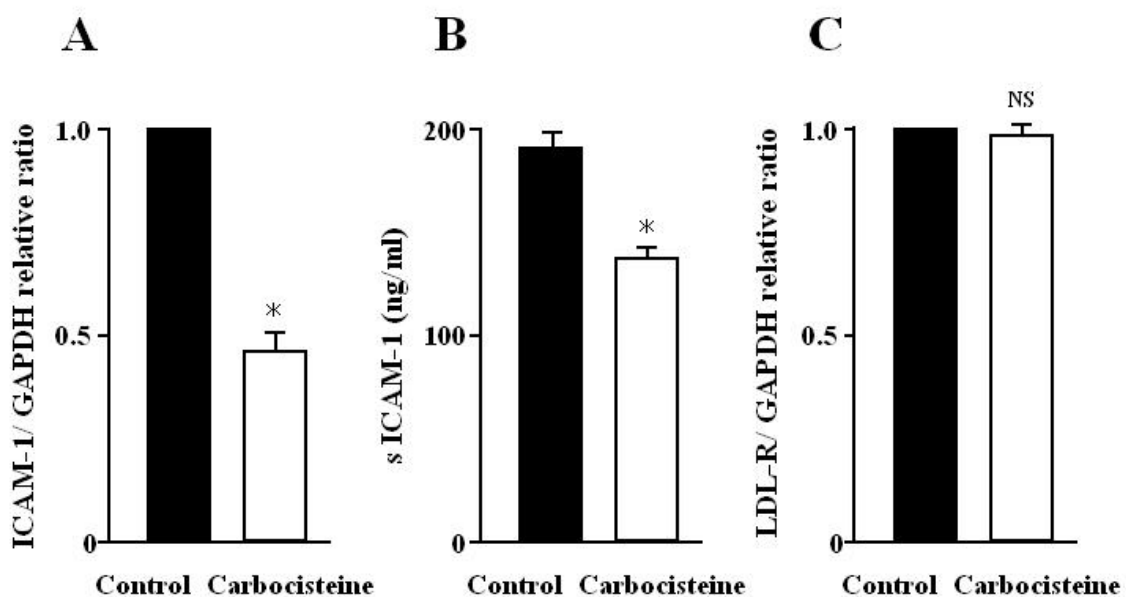 A
ICAM-1/ GAPDH relative ratio
1.0
0.5
0
*
Control Carbocisteine
B
s ICAM-1 (ng/ml)
200
100
0
*
Control Carbocisteine
C
LDL-R/ GAPDH relative ratio
1.0
0.5
0
NS
Control Carbocisteine